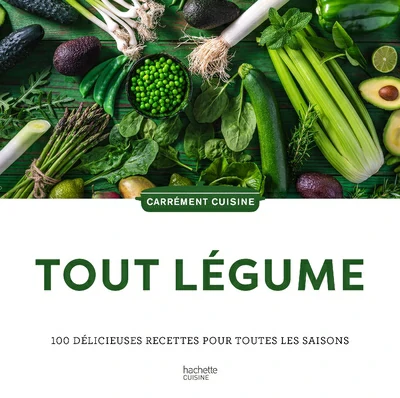 CARRÉMENT CUISINE
TOUT LÉGUME
100 DÉLICIEUSES RECETTES POUR TOUTES LES SAISONS
hachette
CUISINE